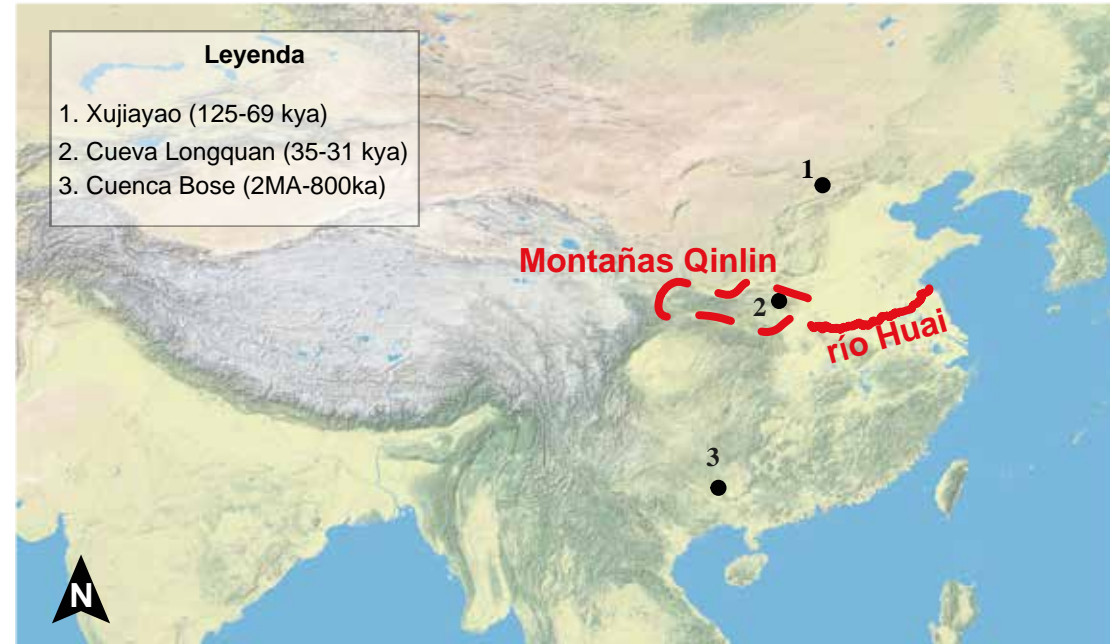 Leyenda
1. Xujiayao (125-69 kya)
2. Cueva Longquan (35-31 kya)
3. Cuenca Bose (2MA-800ka)
1
Montañas Qinlin
2
río Huai
3
N